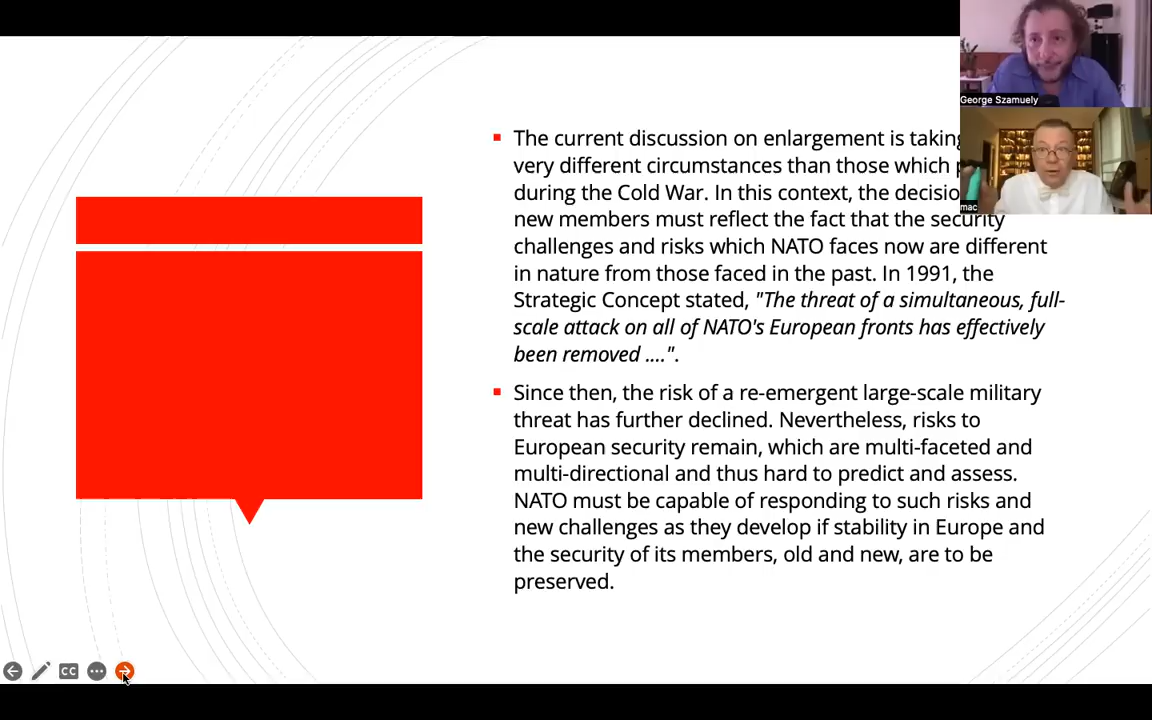 George Szamuely
mac
The current discussion on enlargement is taking
very different circumstances than those which
during the Cold War. In this context, the
new members must reflect the fact that the security
challenges and risks which NATO faces now are different
in nature from those faced in the past. In 1991, the
Strategic Concept stated, "The threat of a simultaneous, full-
scale attack on all of NATO's European fronts has effectively
been removed ....".
Since then, the risk of a re-emergent large-scale military
threat has further declined. Nevertheless, risks to
European security remain, which are multi-faceted and
multi-directional and thus hard to predict and assess.
NATO must be capable of responding to such risks and
new challenges as they develop if stability in Europe and
the security of its members, old and new, are to be
preserved.
CC